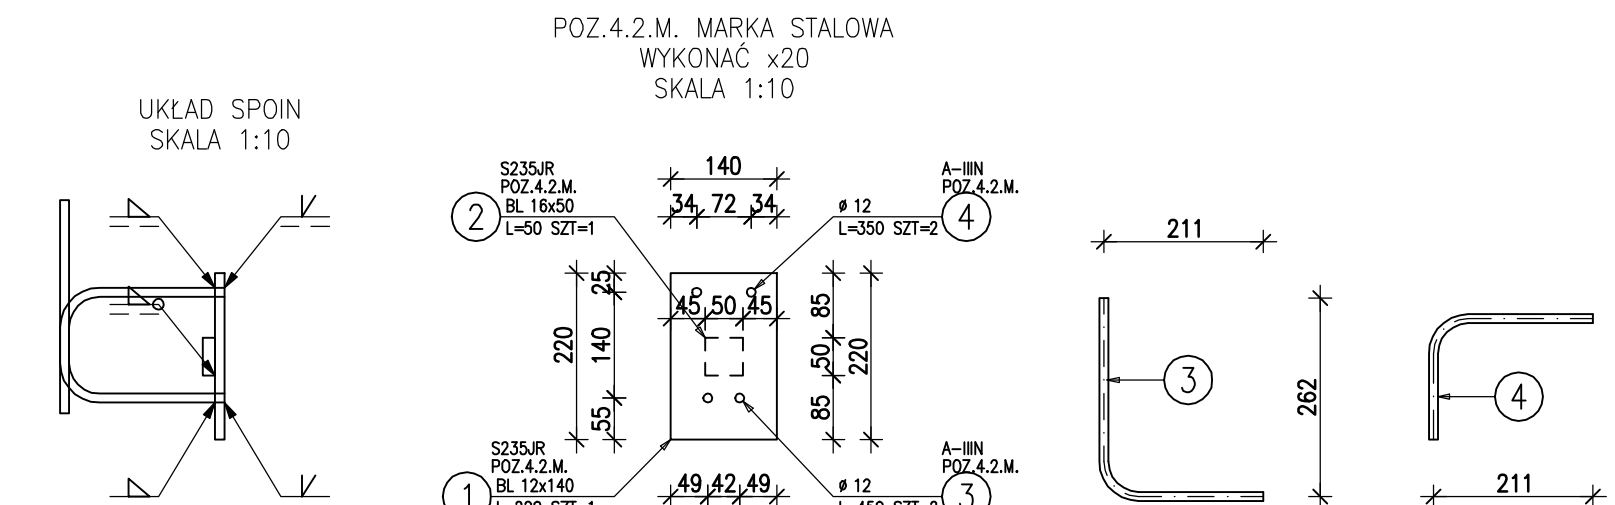 POZ.4.2.M. MARKA STALOWA
WYKONAĆ x20
SKALA 1:10
UKŁAD SPOIN
SKALA 1:10
S235JR
POZ.4.2.M.
BL 16x50
L=50 SZT=1
2
140
34 72 34
A-IIIN
POZ.4.2.M.
ø 12
L=350 SZT=2
4
220
25
140
55
45 50 45
85
50
85
220
S235JR
POZ.4.2.M.
BL 12x140
1
49 42 49
A-IIIN
POZ.4.2.M.
ø 12
3
211
3
262
4
211